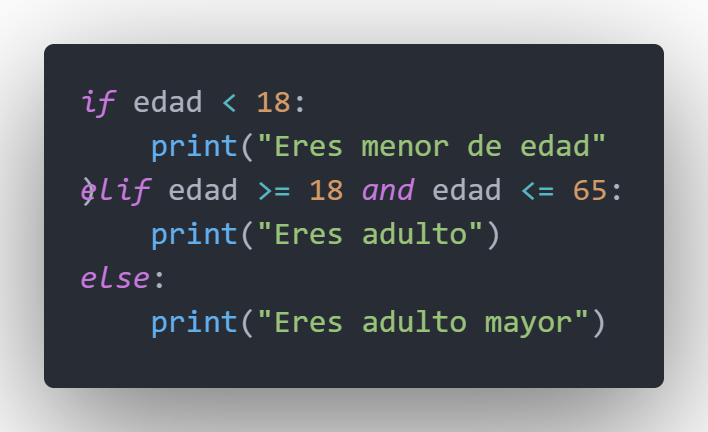 if edad < 18:
    print("Eres menor de edad"
)
elif edad >= 18 and edad <= 65:
    print("Eres adulto")
else:
    print("Eres adulto mayor")